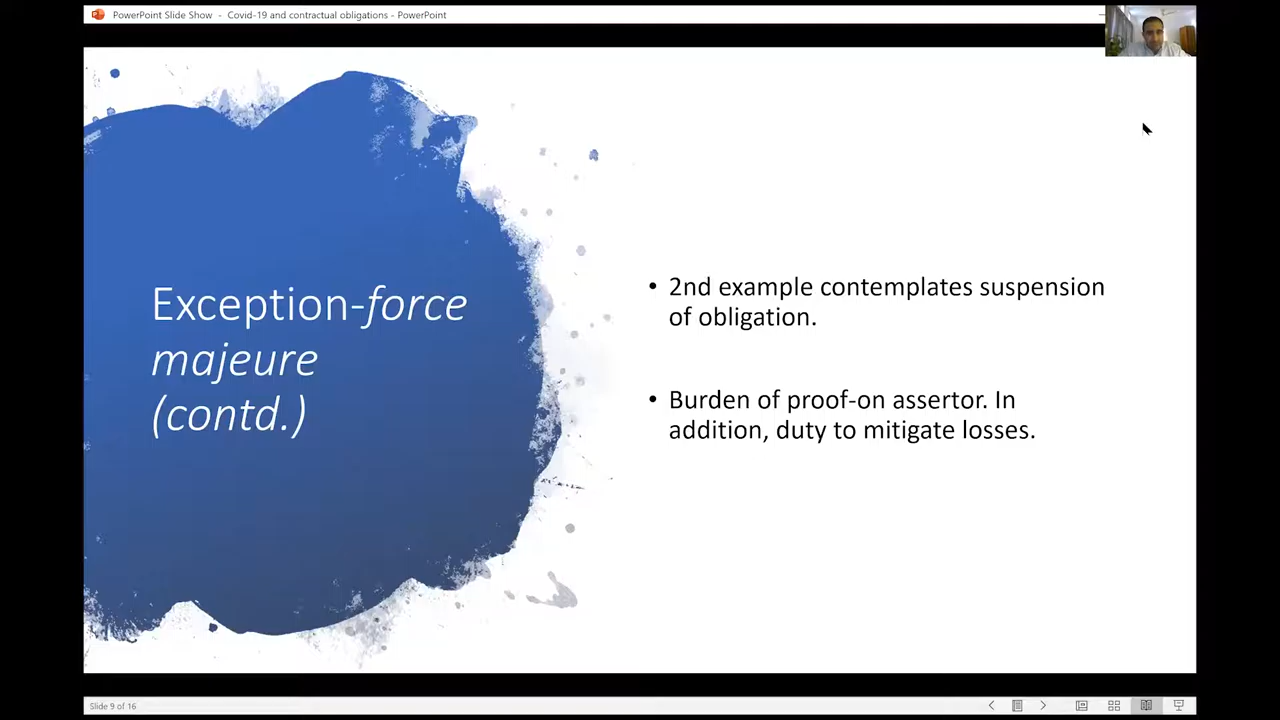 PowerPoint Slide Show - Covid-19 and contractual obligations - PowerPoint
Exception-force
majeure
(contd.)
• 2nd example contemplates suspension
of obligation.
• Burden of proof-on assertor. In
addition, duty to mitigate losses.
Slide 9 of 16